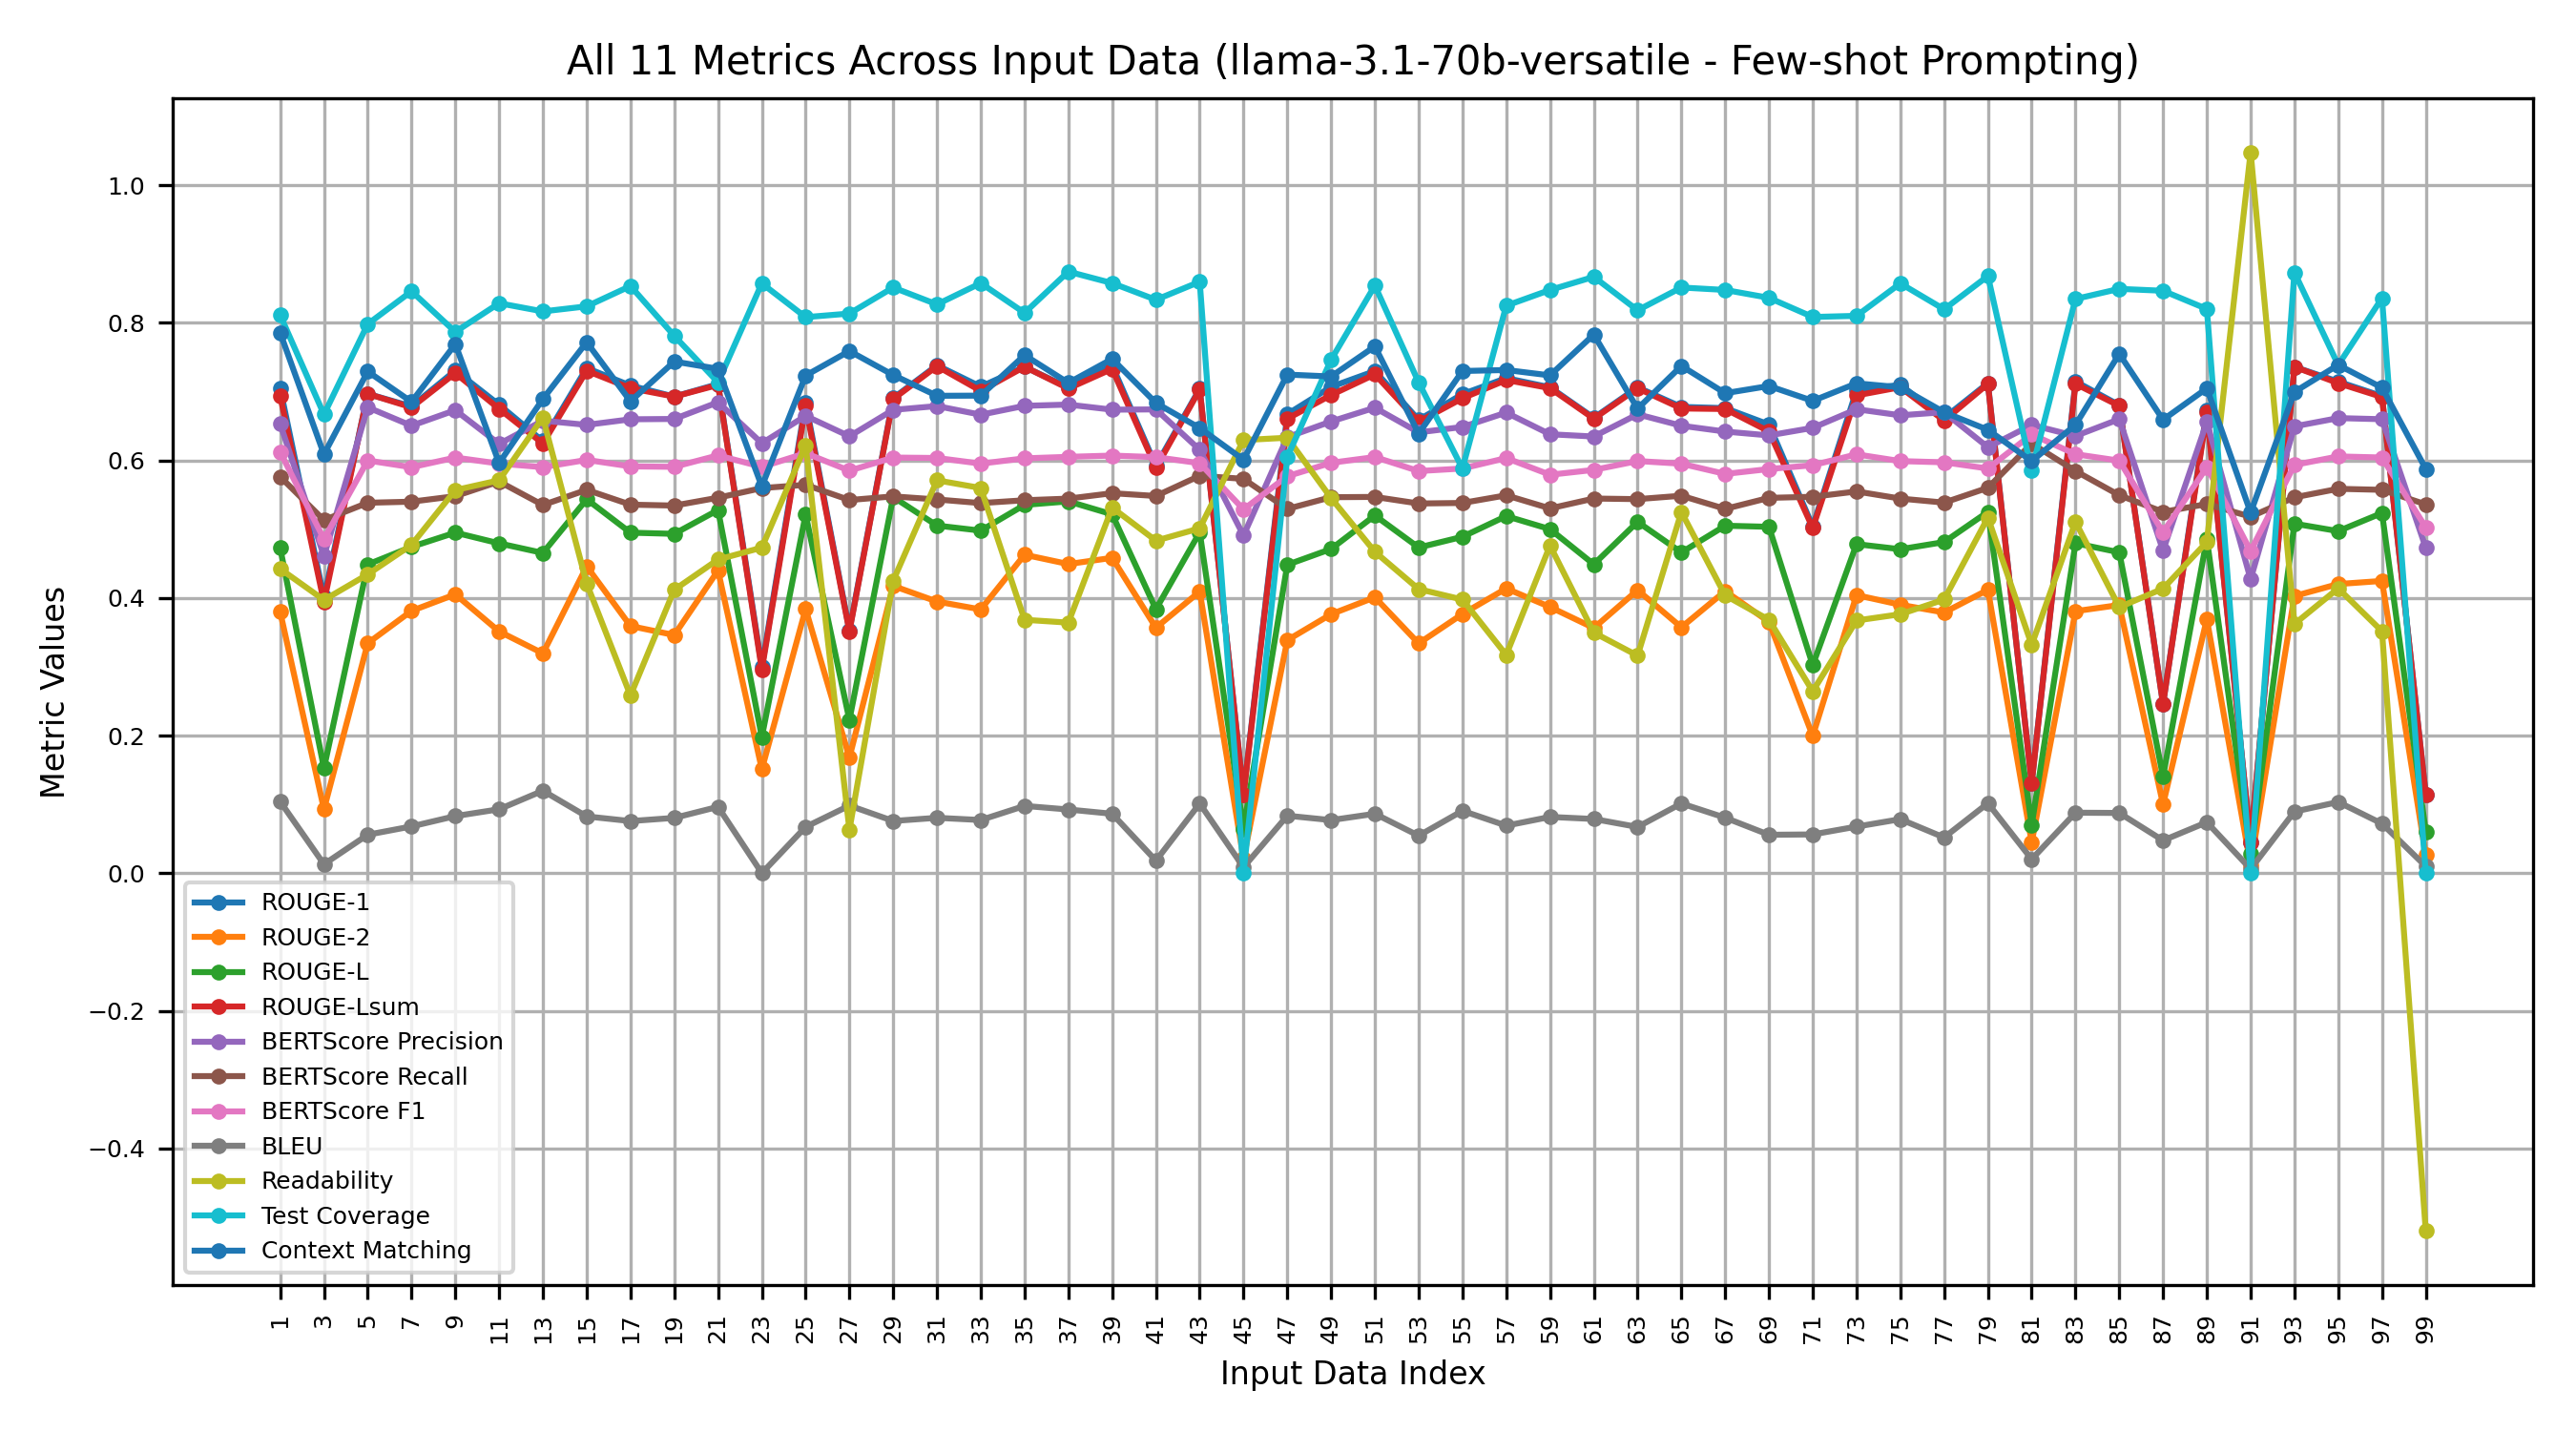 All 11 Metrics Across Input Data (llama-3.1-70b-versatile - Few-shot Prompting)
Metric Values
1.0
0.8
0.6
0.4
0.2
0.0
−0.2
−0.4
ROUGE-1
ROUGE-2
ROUGE-L
ROUGE-Lsum
BERTScore Precision
BERTScore Recall
BERTScore F1
BLEU
Readability
Test Coverage
Context Matching
1 3 5 7 9 11 13 15 17 19 21 23 25 27 29 31 33 35 37 39 41 43 45 47 49 51 53 55 57 59 61 63 65 67 69 71 73 75 77 79 81 83 85 87 89 91 93 95 97 99
Input Data Index